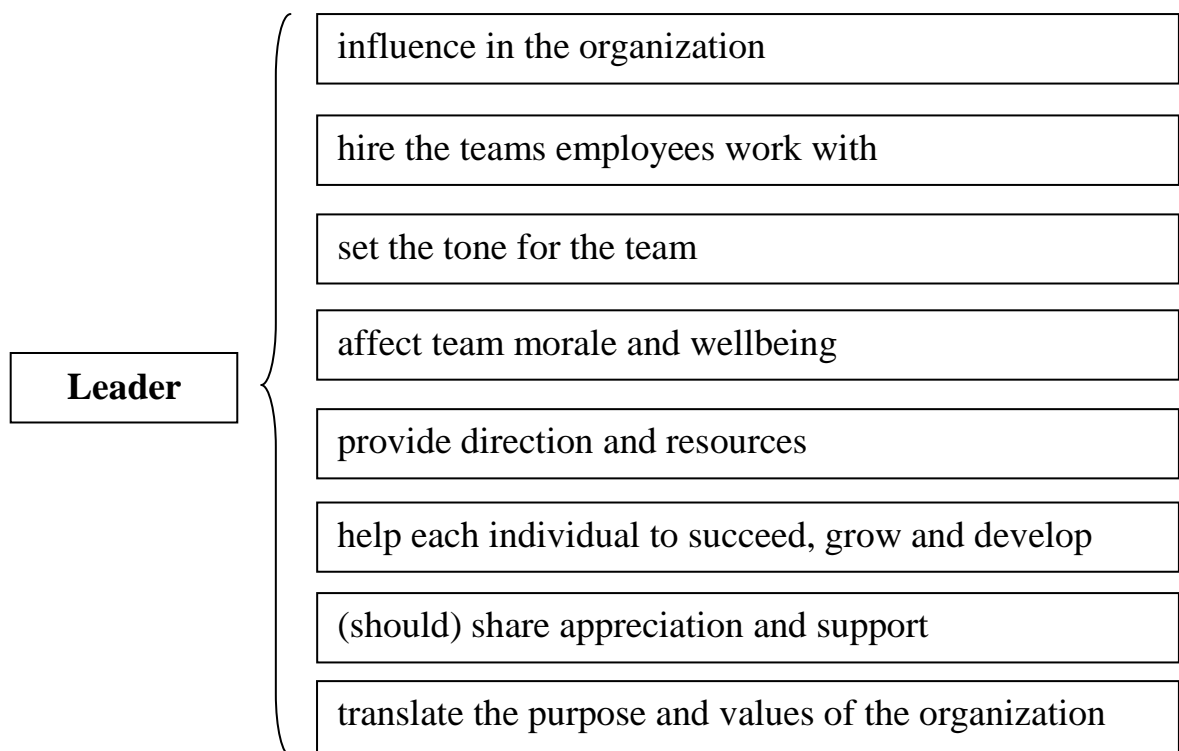 influence in the organization
hire the teams employees work with
set the tone for the team
affect team morale and wellbeing
Leader
provide direction and resources
help each individual to succeed, grow and develop
(should) share appreciation and support
translate the purpose and values of the organization